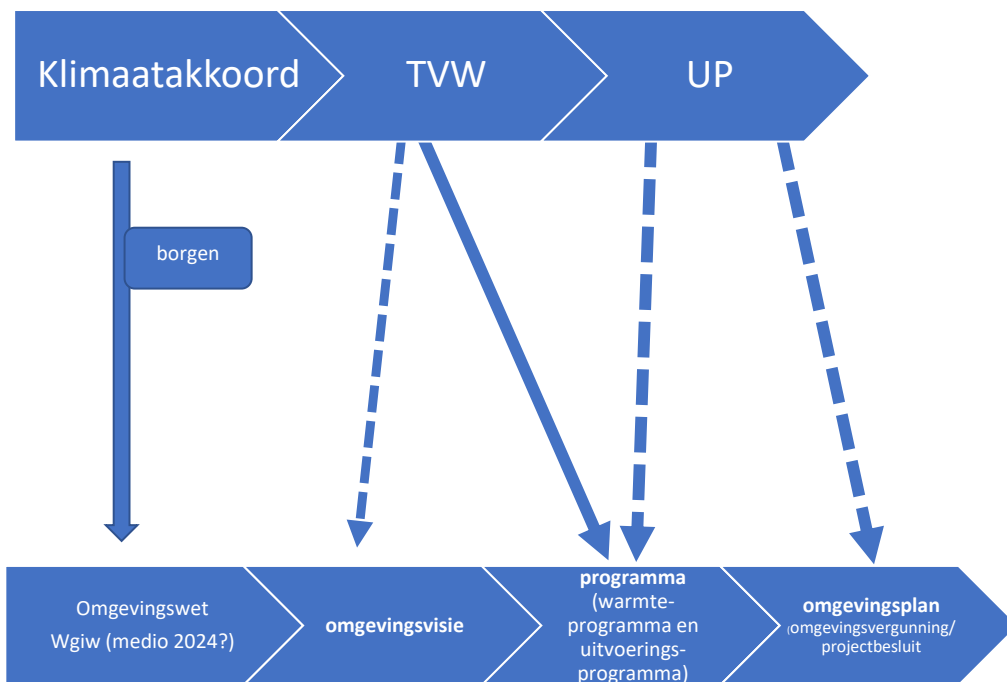 Klimaatakkoord
TVW
UP
borgen
Omgevingswet
Wgiw (medio 2024?)
omgevingsvisie
programma
(warmte-
programma en
uitvoerings-
programma)
omgevingsplan
(omgevingsvergunning/
projectbesluit